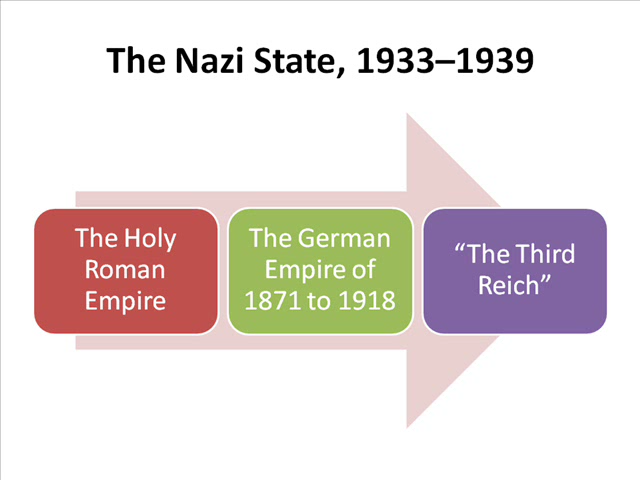 The Nazi State, 1933–1939
The Holy
Roman
Empire
The German
Empire of
1871 to 1918
“The Third
Reich”